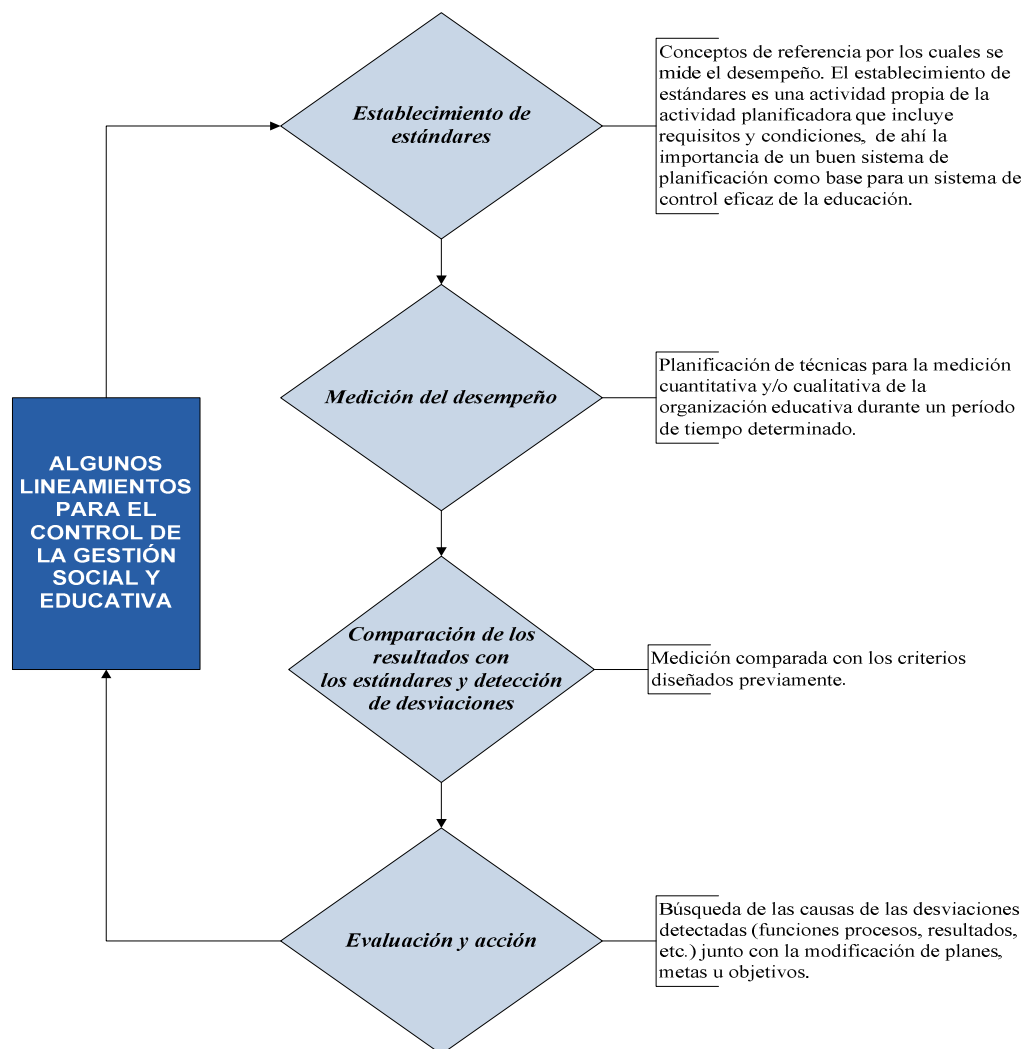 Establecimiento de
estándares
Conceptos de referencia por los cuales se
mide el desempeño. El establecimiento de
estándares es una actividad propia de la
actividad planificadora que incluye
requisitos y condiciones, de ahí la
importancia de un buen sistema de
planificación como base para un sistema de
control eficaz de la educación.
Medición del desempeño
Planificación de técnicas para la medición
cuantitativa y/o cualitativa de la
organización educativa durante un período
de tiempo determinado.
ALGUNOS
LINEAMIENTOS
PARA EL
CONTROL DE
LA GESTIÓN
SOCIAL Y
EDUCATIVA
Comparación de los
resultados con
los estándares y detección
de desviaciones
Medición comparada con los criterios
diseñados previamente.
Evaluación y acción
Búsqueda de las causas de las desviaciones
detectadas (funciones procesos, resultados,
etc.) junto con la modificación de planes,
metas u objetivos.